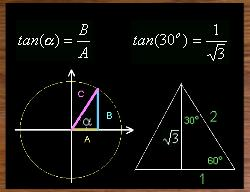 tan(α) = B/A
tan(30°) = 1/√3
C
B
α
A
√3
30°
2
60°
1